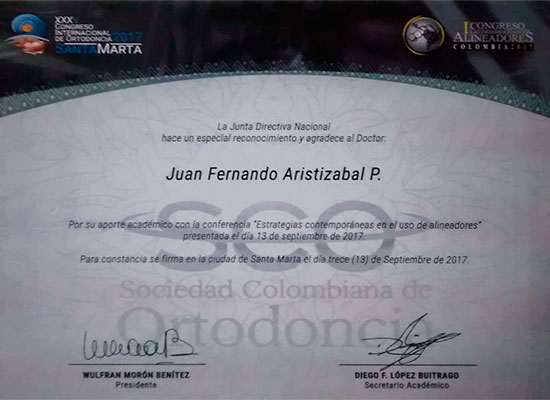 XXX
CONGRESO
INTERNACIONAL 2017
DE ORTODONCIA
SANTA MARTA
I CONGRESO
ALINEADORES
COLOMBIA 2017
La Junta Directiva Nacional
hace un especial reconocimiento y agradece al Doctor:
Juan Fernando Aristizabal P.
Por su aporte académico con la conferencia "Estrategias contemporáneas en el uso de alineadores"
presentada el día 13 de septiembre de 2017.
Para constancia se firma en la ciudad de Santa Marta el día trece (13) de Septiembre de 2017.
sco
Sociedad Colombiana de
Ortodoncia
WULFRAN MORÓN BENÍTEZ
Presidente
DIEGO F. LÓPEZ BUITRAGO
Secretario Académico